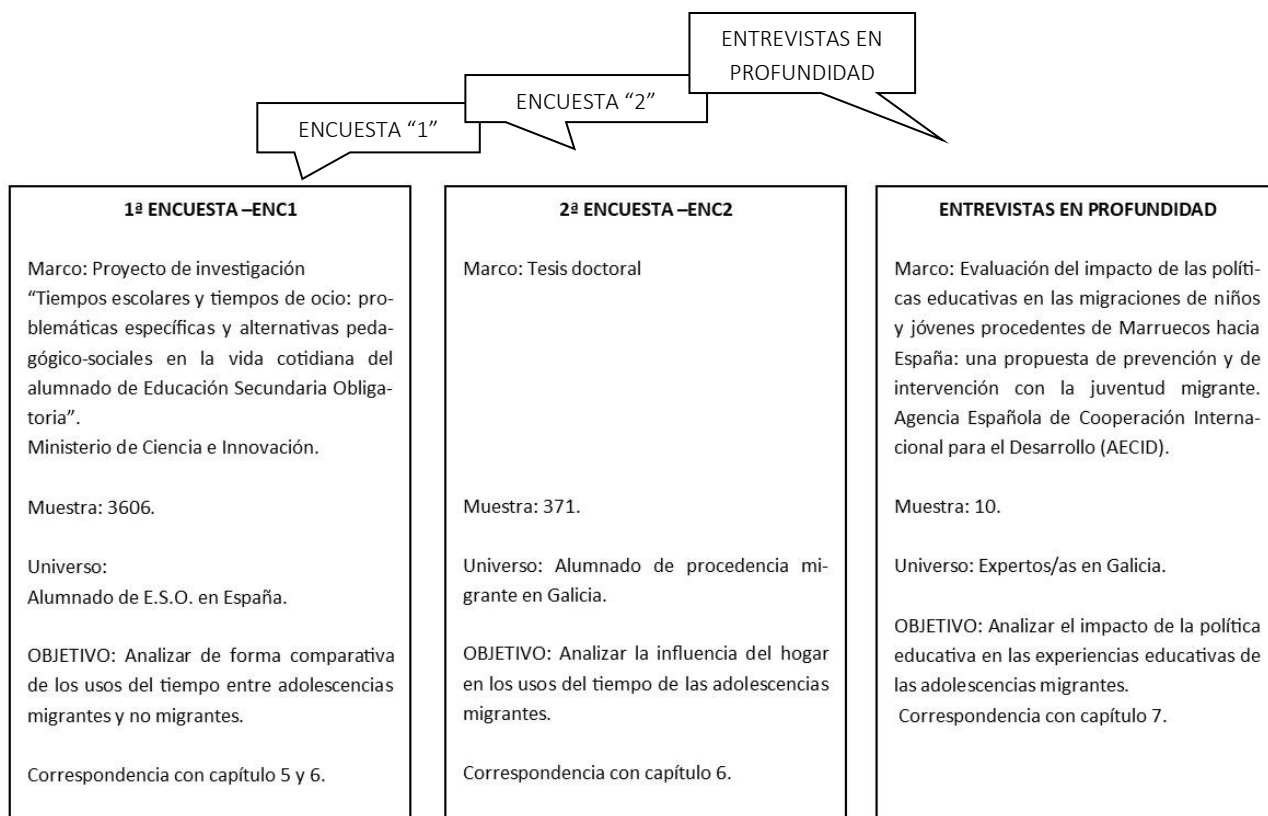 ENTREVISTAS EN
PROFUNDIDAD
ENCUESTA “2”
ENCUESTA “1”
1ª ENCUESTA –ENC1
Marco: Proyecto de investigación
“Tiempos escolares y tiempos de ocio: pro-
blemáticas específicas y alternativas peda-
gógico-sociales en la vida cotidiana del
alumnado de Educación Secundaria Obliga-
toria”.
Ministerio de Ciencia e Innovación.
Muestra: 3606.
Universo:
Alumnado de E.S.O. en España.
OBJETIVO: Analizar de forma comparativa
de los usos del tiempo entre adolescencias
migrantes y no migrantes.
Correspondencia con capítulo 5 y 6.
2ª ENCUESTA –ENC2
Marco: Tesis doctoral
Muestra: 371.
Universo: Alumnado de procedencia mi-
grante en Galicia.
OBJETIVO: Analizar la influencia del hogar
en los usos del tiempo de las adolescencias
migrantes.
Correspondencia con capítulo 6.
ENTREVISTAS EN PROFUNDIDAD
Marco: Evaluación del impacto de las políti-
cas educativas en las migraciones de niños
y jóvenes procedentes de Marruecos hacia
España: una propuesta de prevención y de
intervención con la juventud migrante.
Agencia Española de Cooperación Interna-
cional para el Desarrollo (AECID).
Muestra: 10.
Universo: Expertos/as en Galicia.
OBJETIVO: Analizar el impacto de la política
educativa en las experiencias educativas de
las adolescencias migrantes.
Correspondencia con capítulo 7.